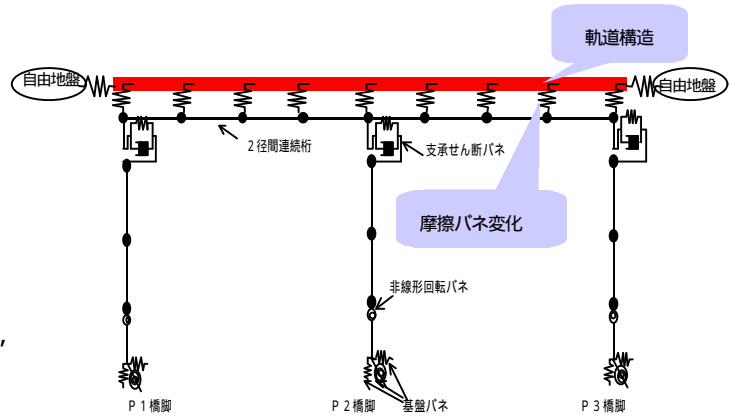 軌道構造
自由地盤
自由地盤
2径間連続桁
支承せん断バネ
摩擦バネ変化
非線形回転バネ
,
P1橋脚
P2橋脚
基盤バネ
P3橋脚